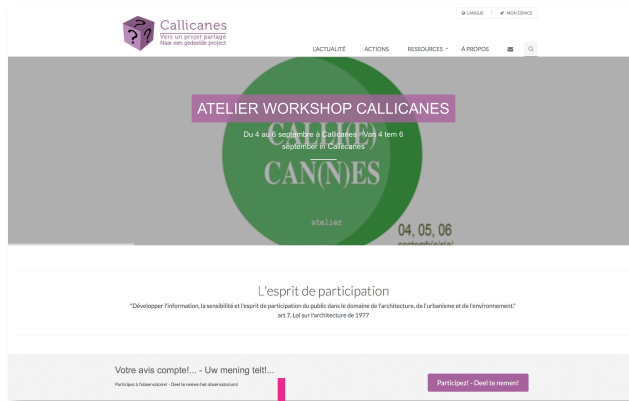 LANGUE
MON ESPACE
Callicanes
Vers un projet partagé
Naar een gedeelde project
L'ACTUALITÉ
ACTIONS
RESSOURCES
À PROPOS
ATELIER WORKSHOP CALLICANES
Du 4 au 6 septembre à Callicanes - Van 4 tem 6
september in Callecanes
CALLI(E)
CAN(N)ES
atelier
04, 05, 06
septemb(e)r(e)
L'esprit de participation
"Développer l'information, la sensibilité et l'esprit de participation du public dans le domaine de l'architecture, de l'urbanisme et de l'environnement."
art 7. Loi sur l'architecture de 1977
Votre avis compte!... - Uw mening telt!...
Participez à l'observatoire! - Deel te nemen het observatorium!
Participez! - Deel te nemen!